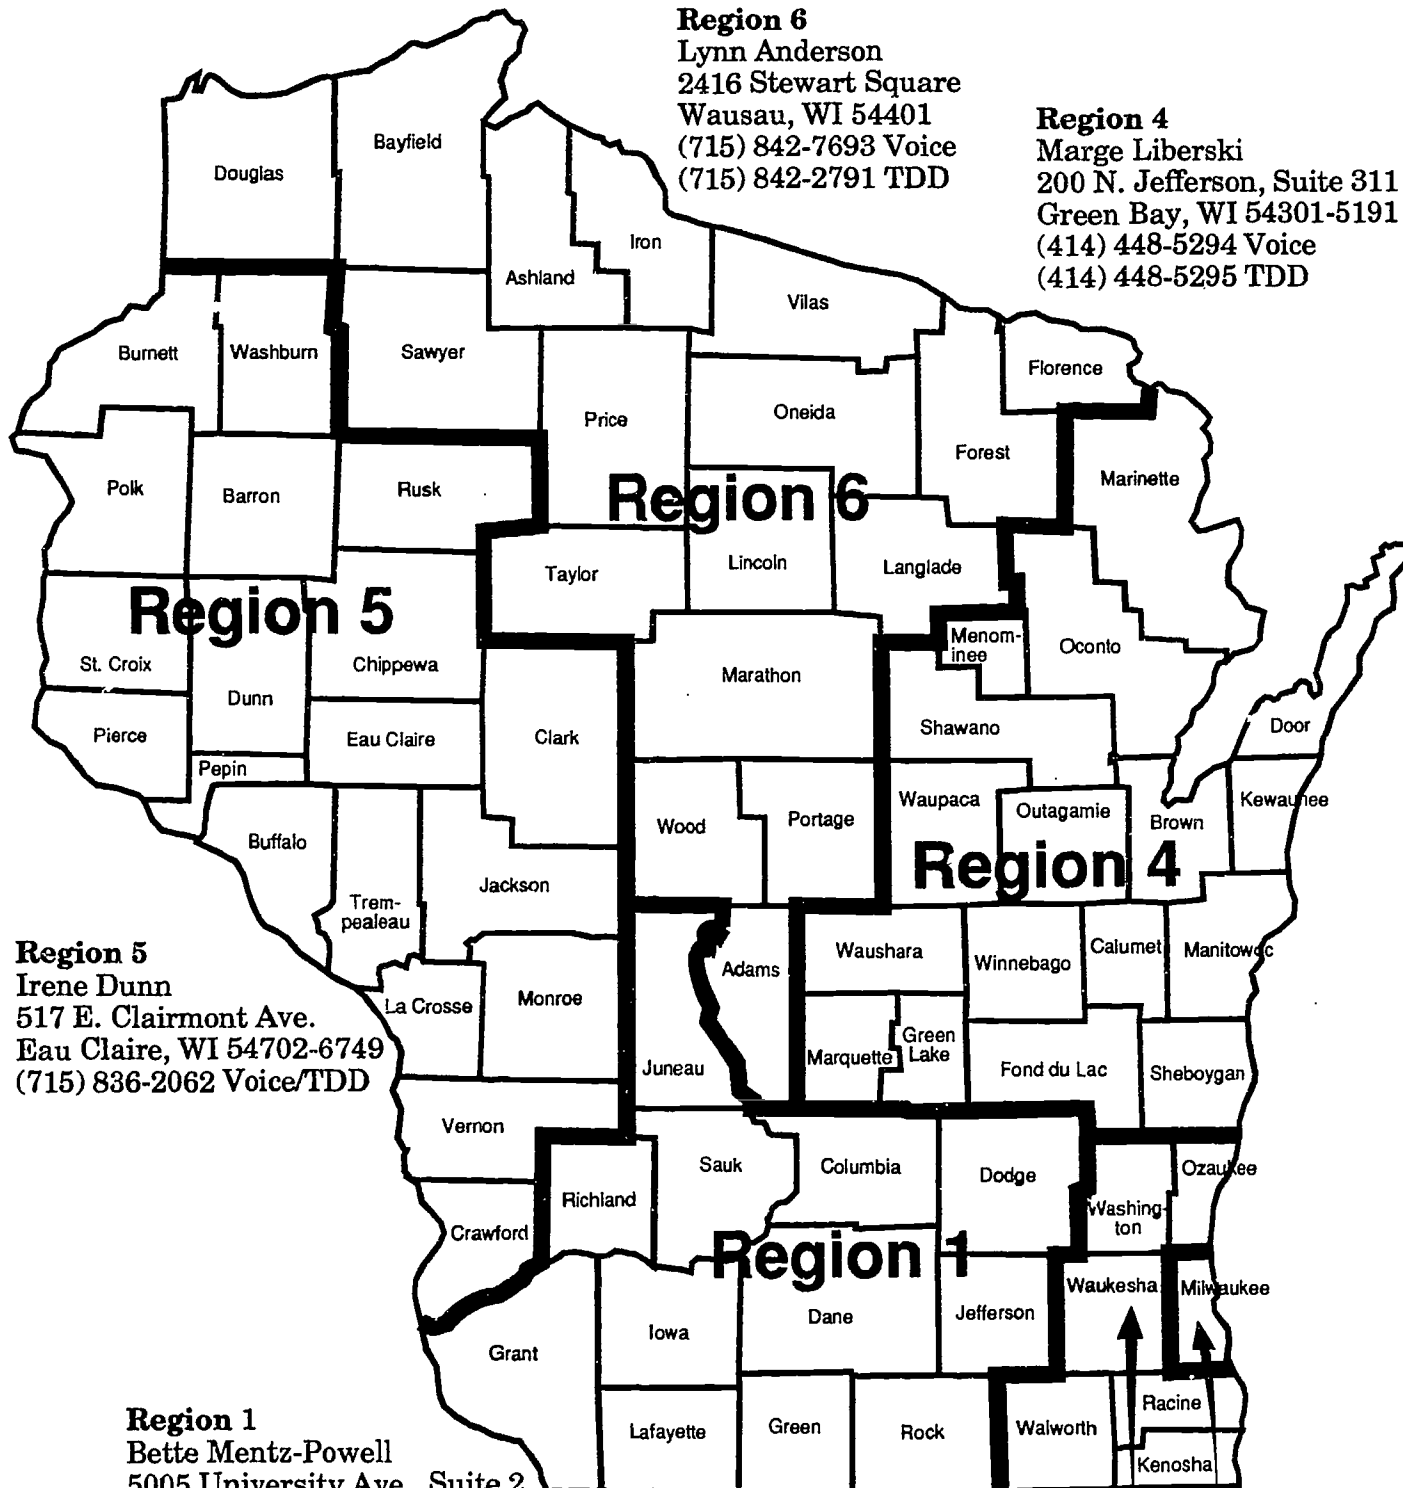 Region 6
Lynn Anderson
2416 Stewart Square
Wausau, WI 54401
(715) 842-7693 Voice
(715) 842-2791 TDD
Region 4
Marge Liberski
200 N. Jefferson, Suite 311
Green Bay, WI 54301-5191
(414) 448-5294 Voice
(414) 448-5295 TDD
Bayfield
Douglas
Iron
Ashland
Vilas
Burnett
Washburn
Sawyer
Florence
Price
Oneida
Forest
Marinette
Polk
Barron
Rusk
Region 6
Taylor
Lincoln
Langlade
Region 5
St. Croix
Chippewa
Menom-
inee
Oconto
Marathon
Dunn
Pierce
Eau Claire
Clark
Shawano
Door
Pepin
Waupaca
Outagamie
Kewaunee
Wood
Portage
Brown
Buffalo
Region 4
Jackson
Trem-
pealeau
Waushara
Winnebago
Calumet
Manitowoc
Adams
Region 5
Irene Dunn
517 E. Clairmont Ave.
Eau Claire, WI 54702-6749
(715) 836-2062 Voice/TDD
La Crosse
Monroe
Juneau
Marquette
Green
Lake
Fond du Lac
Sheboygan
Vernon
Sauk
Columbia
Dodge
Ozaukee
Richland
Washing-
ton
Crawford
Region 1
Waukesha
Milwaukee
Iowa
Dane
Jefferson
Grant
Lafayette
Green
Rock
Walworth
Racine
Kenosha
Region 1
Bette Mentz-Powell
5005 University Ave., Suite 2